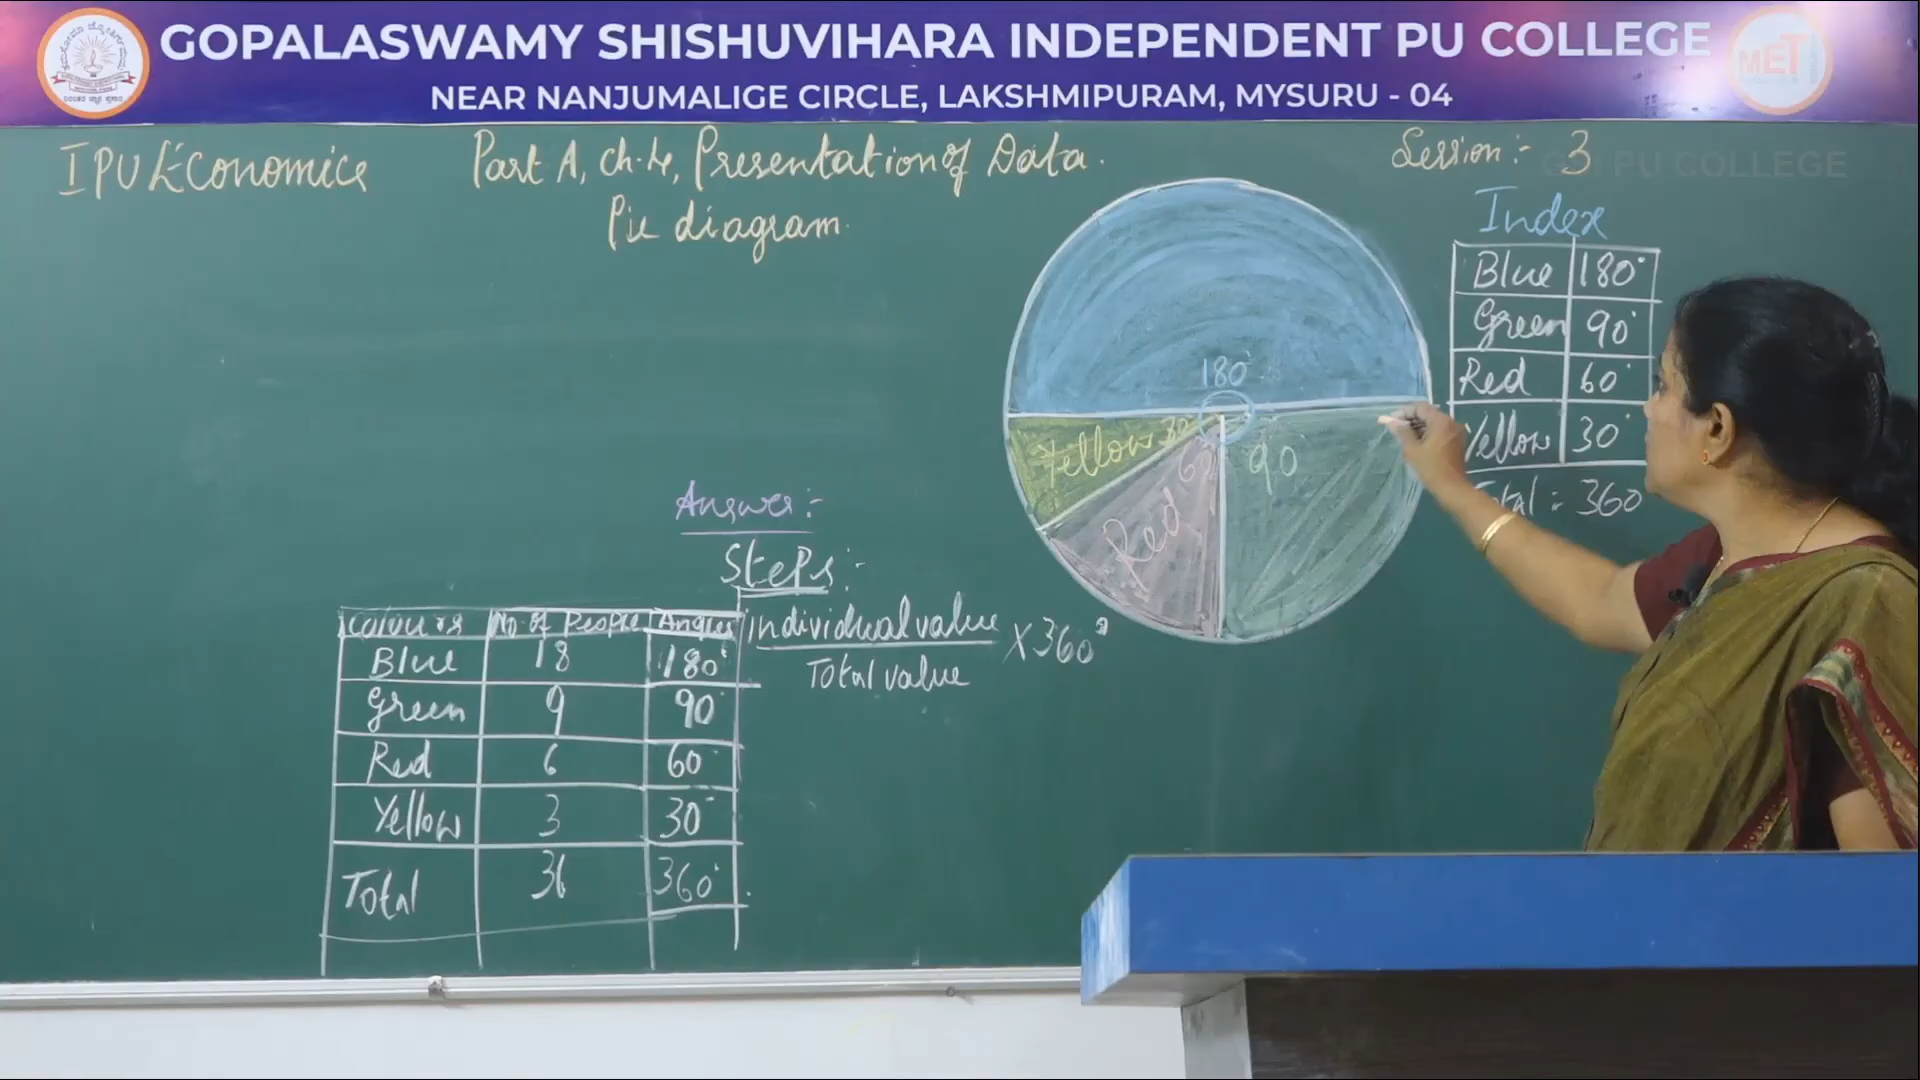 GOPALASWAMY SHISHUVIHARA INDEPENDENT PU COLLEGE
NEAR NANJUMALIGE CIRCLE, LAKSHMIPURAM, MYSURU - 04
MET
I PU Economics
Part A, ch-4, Presentation of Data.
Pie diagram.
Session:- 3
PU COLLEGE
Index
Blue 180°
Green 90°
Red 60°
Yellow 30°
Total = 360
180°
Yellow 30
Red 60
90
Answer:-
Steps:-
individual value
Total value
X 360°
Colours No. of People Angles
Blue 18 180°
Green 9 90°
Red 6 60°
Yellow 3 30°
Total 36 360°